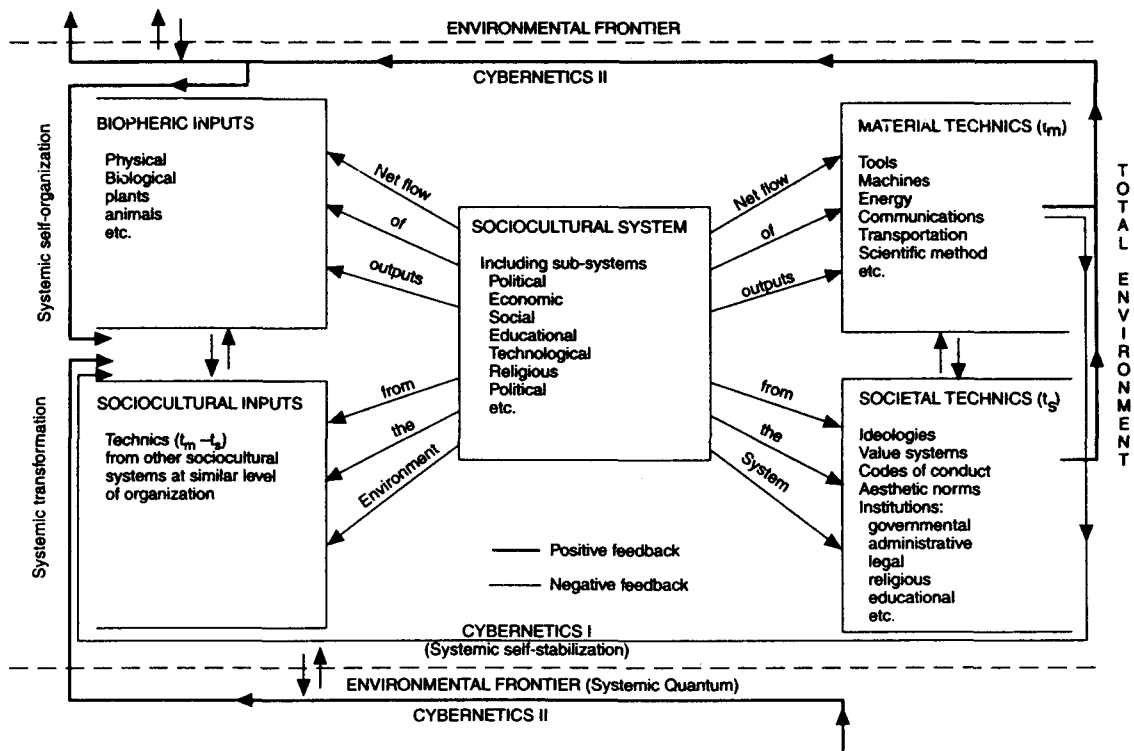 ENVIRONMENTAL FRONTIER
CYBERNETICS II
Systemic self-organization
BIOPHERIC INPUTS
Physical
Biological
plants
animals
etc.
Net flow
of
outputs
SOCIOCULTURAL SYSTEM
Including sub-systems
Political
Economic
Social
Educational
Technological
Religious
Political
etc.
Net flow
of
outputs
MATERIAL TECHNICS (tm)
Tools
Machines
Energy
Communications
Transportation
Scientific method
etc.
TOTAL ENVIRONMENT
Systemic transformation
SOCIOCULTURAL INPUTS
Technics (tm –ts)
from other sociocultural
systems at similar level
of organization
from
the
Environment
from
the
System
SOCIETAL TECHNICS (ts)
Ideologies
Value systems
Codes of conduct
Aesthetic norms
Institutions:
governmental
administrative
legal
religious
educational
etc.
Positive feedback
Negative feedback
CYBERNETICS I
(Systemic self-stabilization)
ENVIRONMENTAL FRONTIER (Systemic Quantum)
CYBERNETICS II